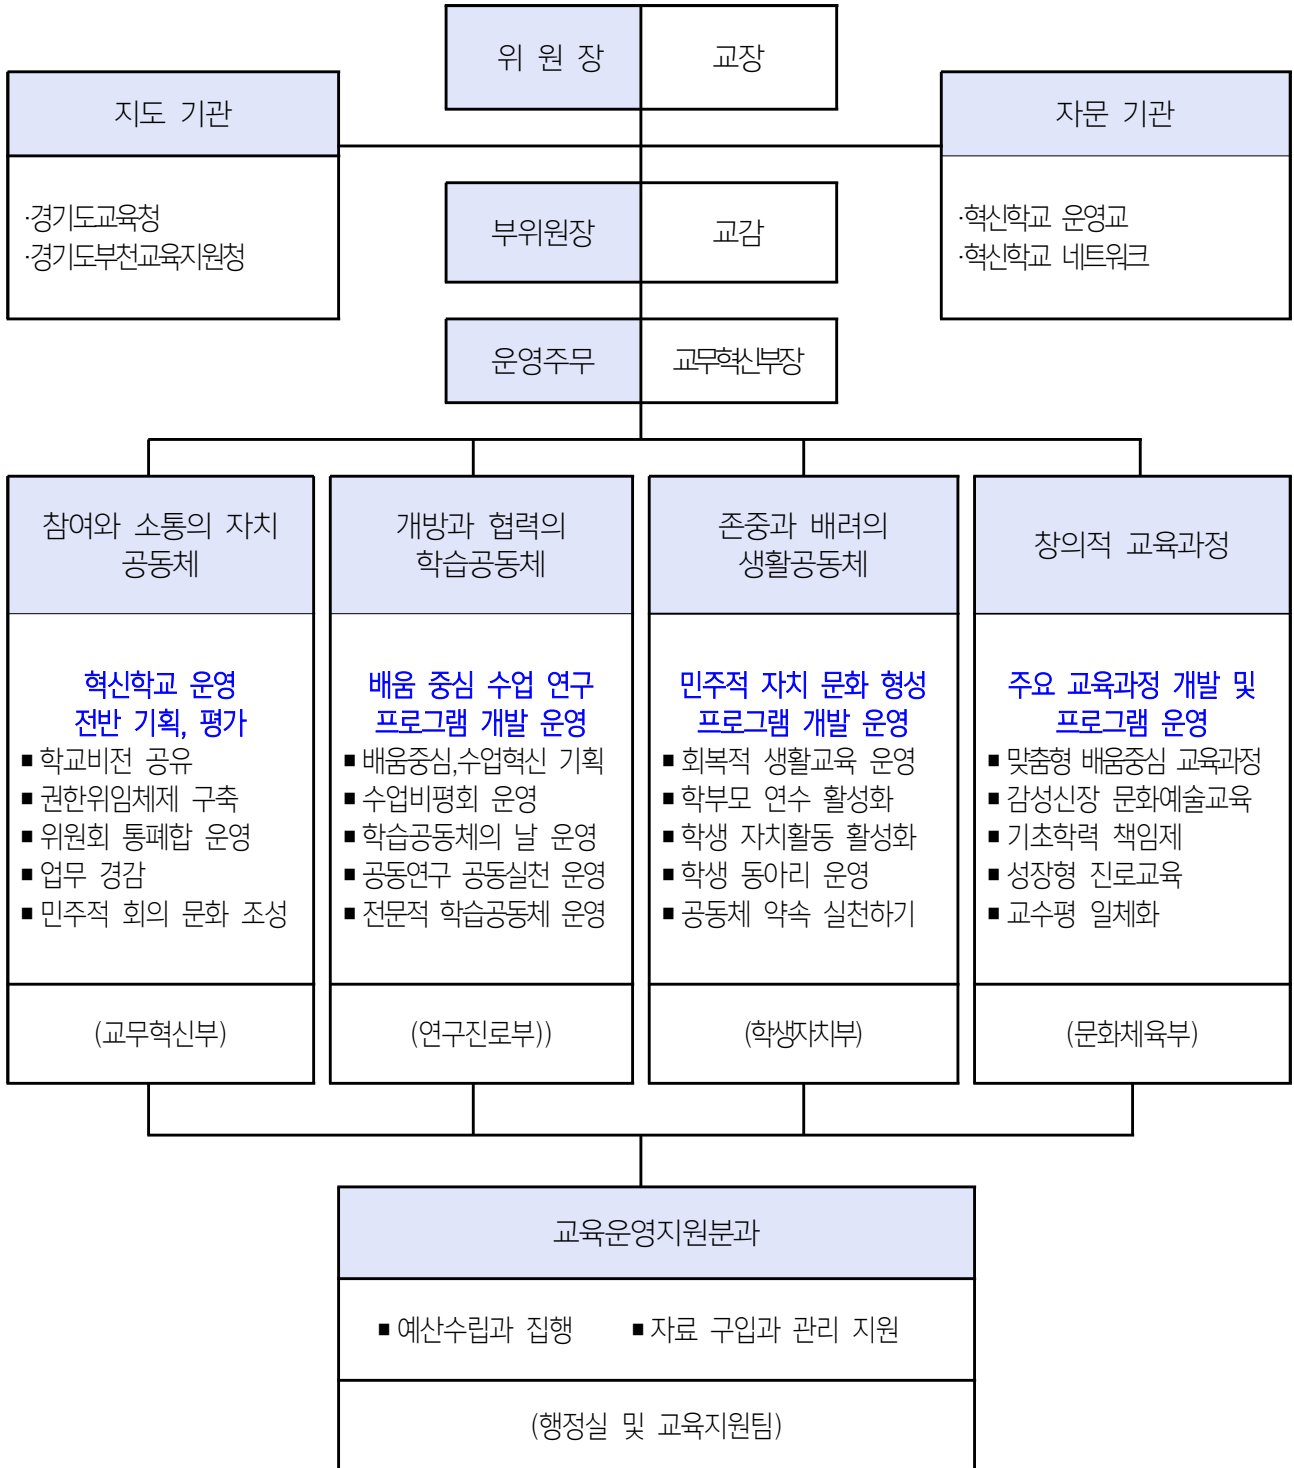 위 원 장
교장
지도 기관
·경기도교육청
·경기도부천교육지원청
자문 기관
·혁신학교 운영교
·혁신학교 네트워크
부위원장
교감
운영주무
교무혁신부장
참여와 소통의 자치
공동체
혁신학교 운영
전반 기획, 평가
▪학교비전 공유
▪권한위임체제 구축
▪위원회 통폐합 운영
▪업무 경감
▪민주적 회의 문화 조성
(교무혁신부)
개방과 협력의
학습공동체
배움 중심 수업 연구
프로그램 개발 운영
▪배움중심,수업혁신 기획
▪수업비평회 운영
▪학습공동체의 날 운영
▪공동연구 공동실천 운영
▪전문적 학습공동체 운영
(연구진로부))
존중과 배려의
생활공동체
민주적 자치 문화 형성
프로그램 개발 운영
▪회복적 생활교육 운영
▪학부모 연수 활성화
▪학생 자치활동 활성화
▪학생 동아리 운영
▪공동체 약속 실천하기
(학생자치부)
창의적 교육과정
주요 교육과정 개발 및
프로그램 운영
▪맞춤형 배움중심 교육과정
▪감성신장 문화예술교육
▪기초학력 책임제
▪성장형 진로교육
▪교수평 일체화
(문화체육부)
교육운영지원분과
▪예산수립과 집행 ▪자료 구입과 관리 지원
(행정실 및 교육지원팀)